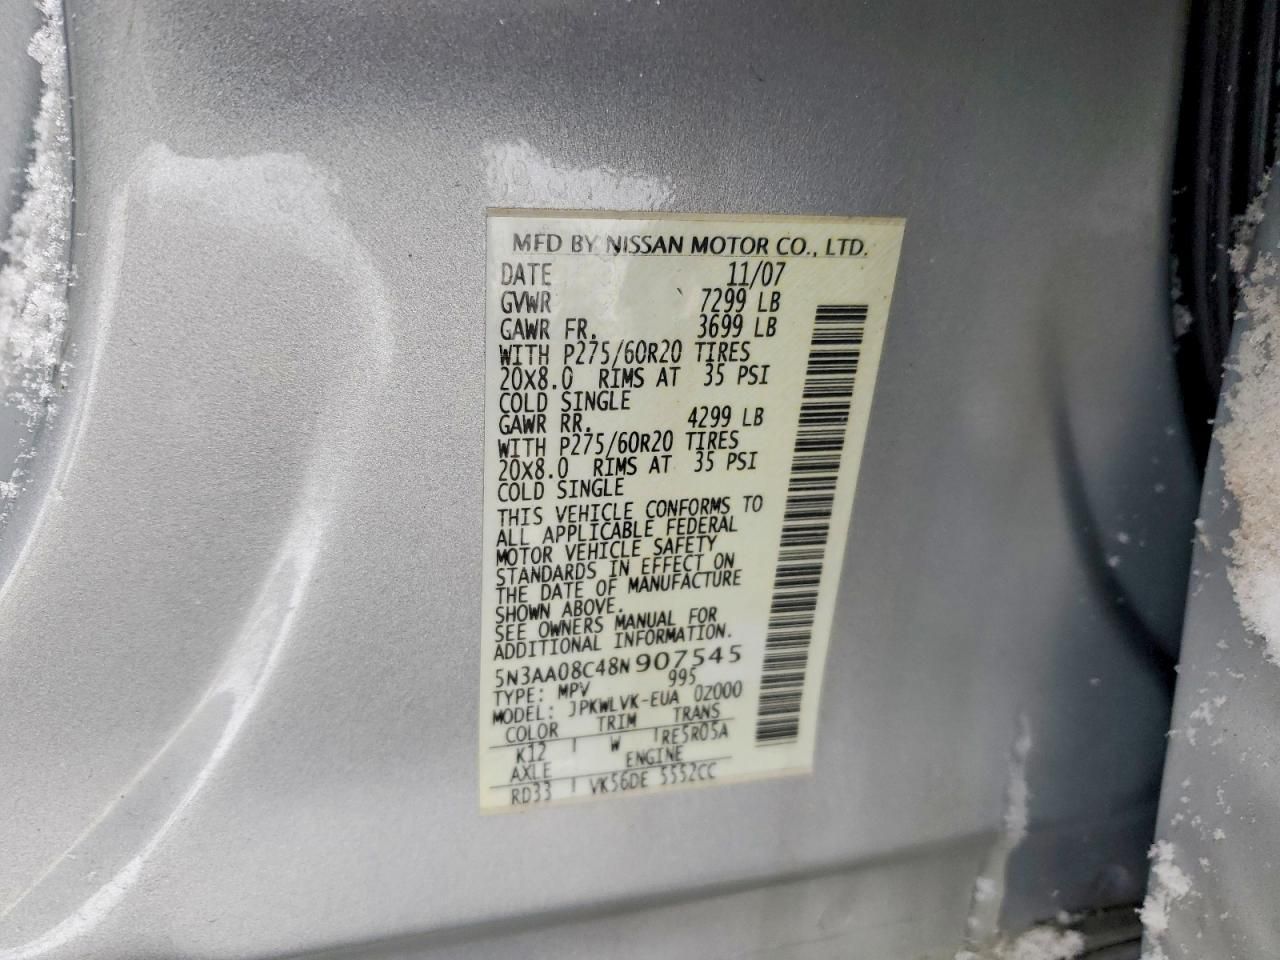 MFD BY NISSAN MOTOR CO., LTD.
DATE 11/07
GVWR 7299 LB
GAWR FR. 3699 LB
WITH P275/60R20 TIRES
20X8.0 RIMS AT 35 PSI
COLD SINGLE
GAWR RR. 4299 LB
WITH P275/60R20 TIRES
20X8.0 RIMS AT 35 PSI
COLD SINGLE
THIS VEHICLE CONFORMS TO
ALL APPLICABLE FEDERAL
MOTOR VEHICLE SAFETY
STANDARDS IN EFFECT ON
THE DATE OF MANUFACTURE
SHOWN ABOVE.
SEE OWNERS MANUAL FOR
ADDITIONAL INFORMATION.
5N3AA08C48N907545
TYPE: MPV 995
MODEL: JPKWLVK-EUA 02000
COLOR TRIM TRANS
K12 W RE5R05A
AXLE ENGINE
RD33 VK56DE 5552CC